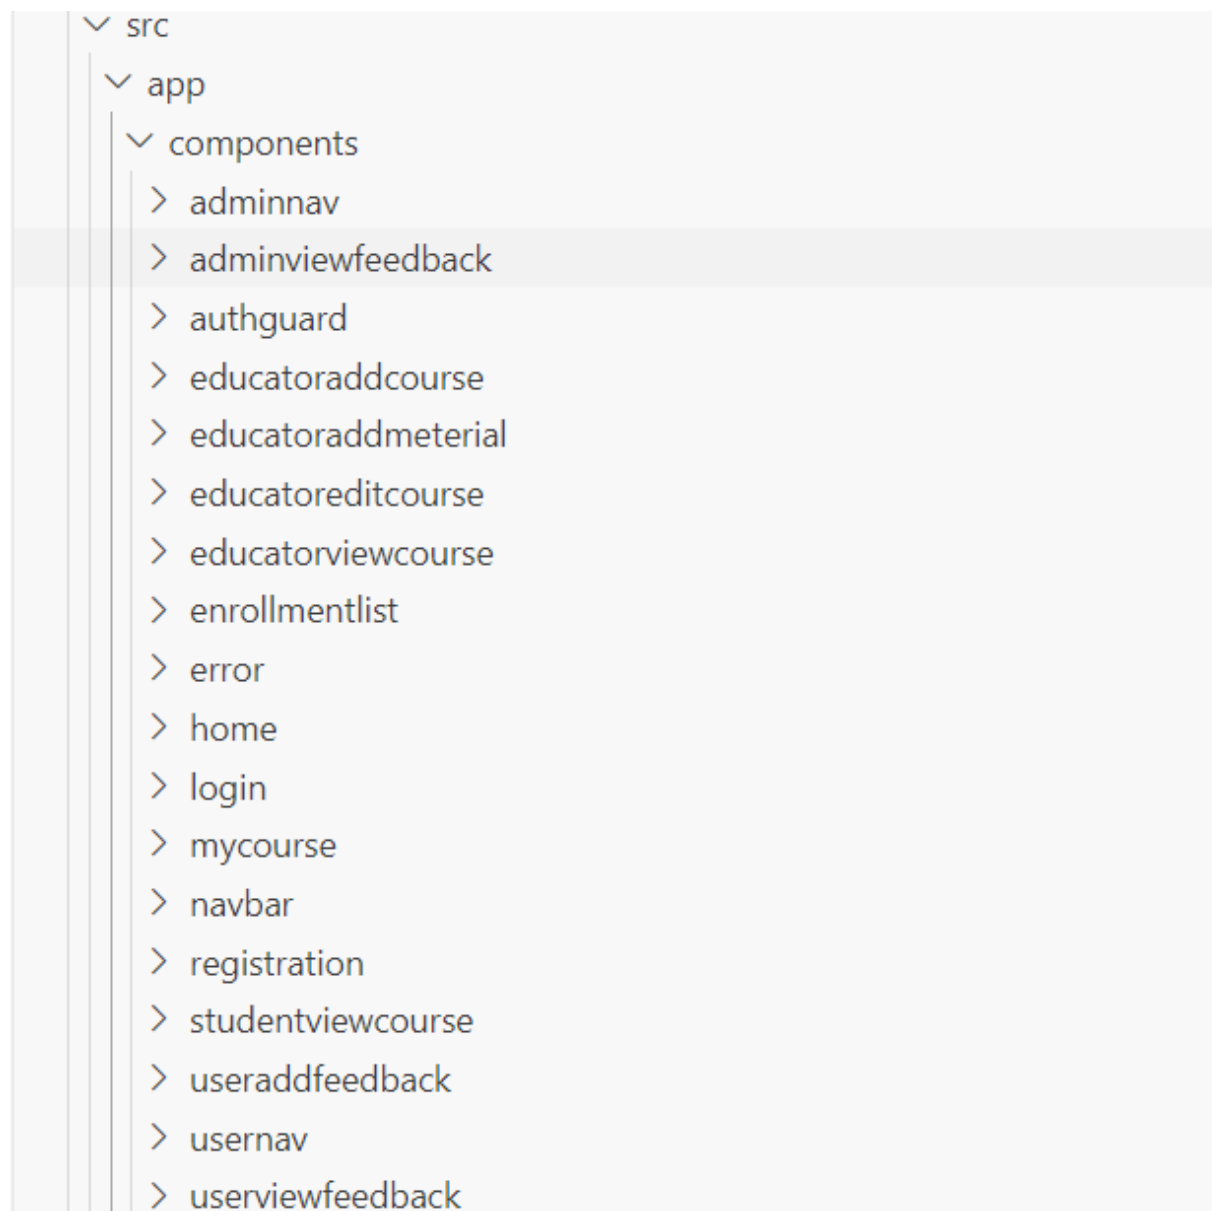 src
app
components
adminnav
adminviewfeedback
authguard
educatoraddcourse
educatoraddmeterial
educatoreditcourse
educatorviewcourse
enrollmentlist
error
home
login
mycourse
navbar
registration
studentviewcourse
useraddfeedback
usernav
userviewfeedback